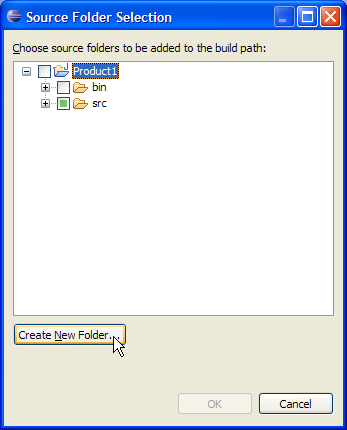 Source Folder Selection
Choose source folders to be added to the build path:
Product1
bin
src
Create New Folder...
OK Cancel